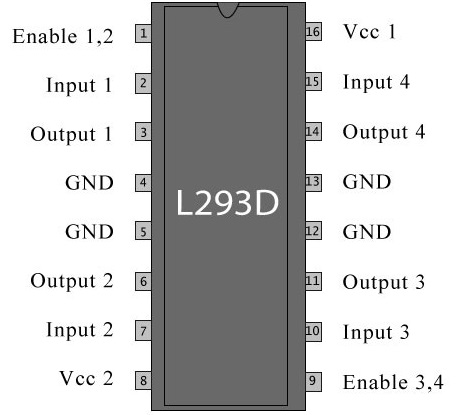 Enable 1,2 1 16 Vcc 1
Input 1 2 15 Input 4
Output 1 3 14 Output 4
GND 4 13 GND
L293D
GND 5 12 GND
Output 2 6 11 Output 3
Input 2 7 10 Input 3
Vcc 2 8 9 Enable 3,4